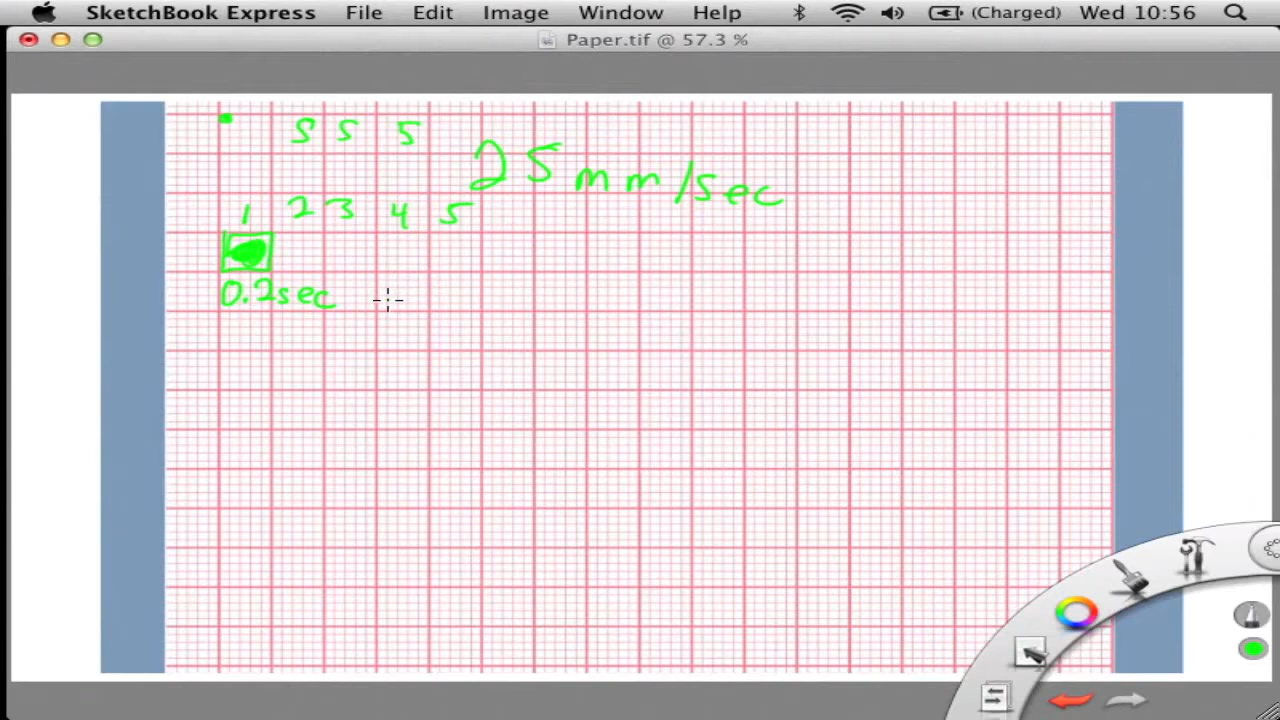 SketchBook Express File Edit Image Window Help (Charged) Wed 10:56
Paper.tif @ 57.3 %
5 5 5
25 mm/sec
1 2 3 4 5
0.2sec